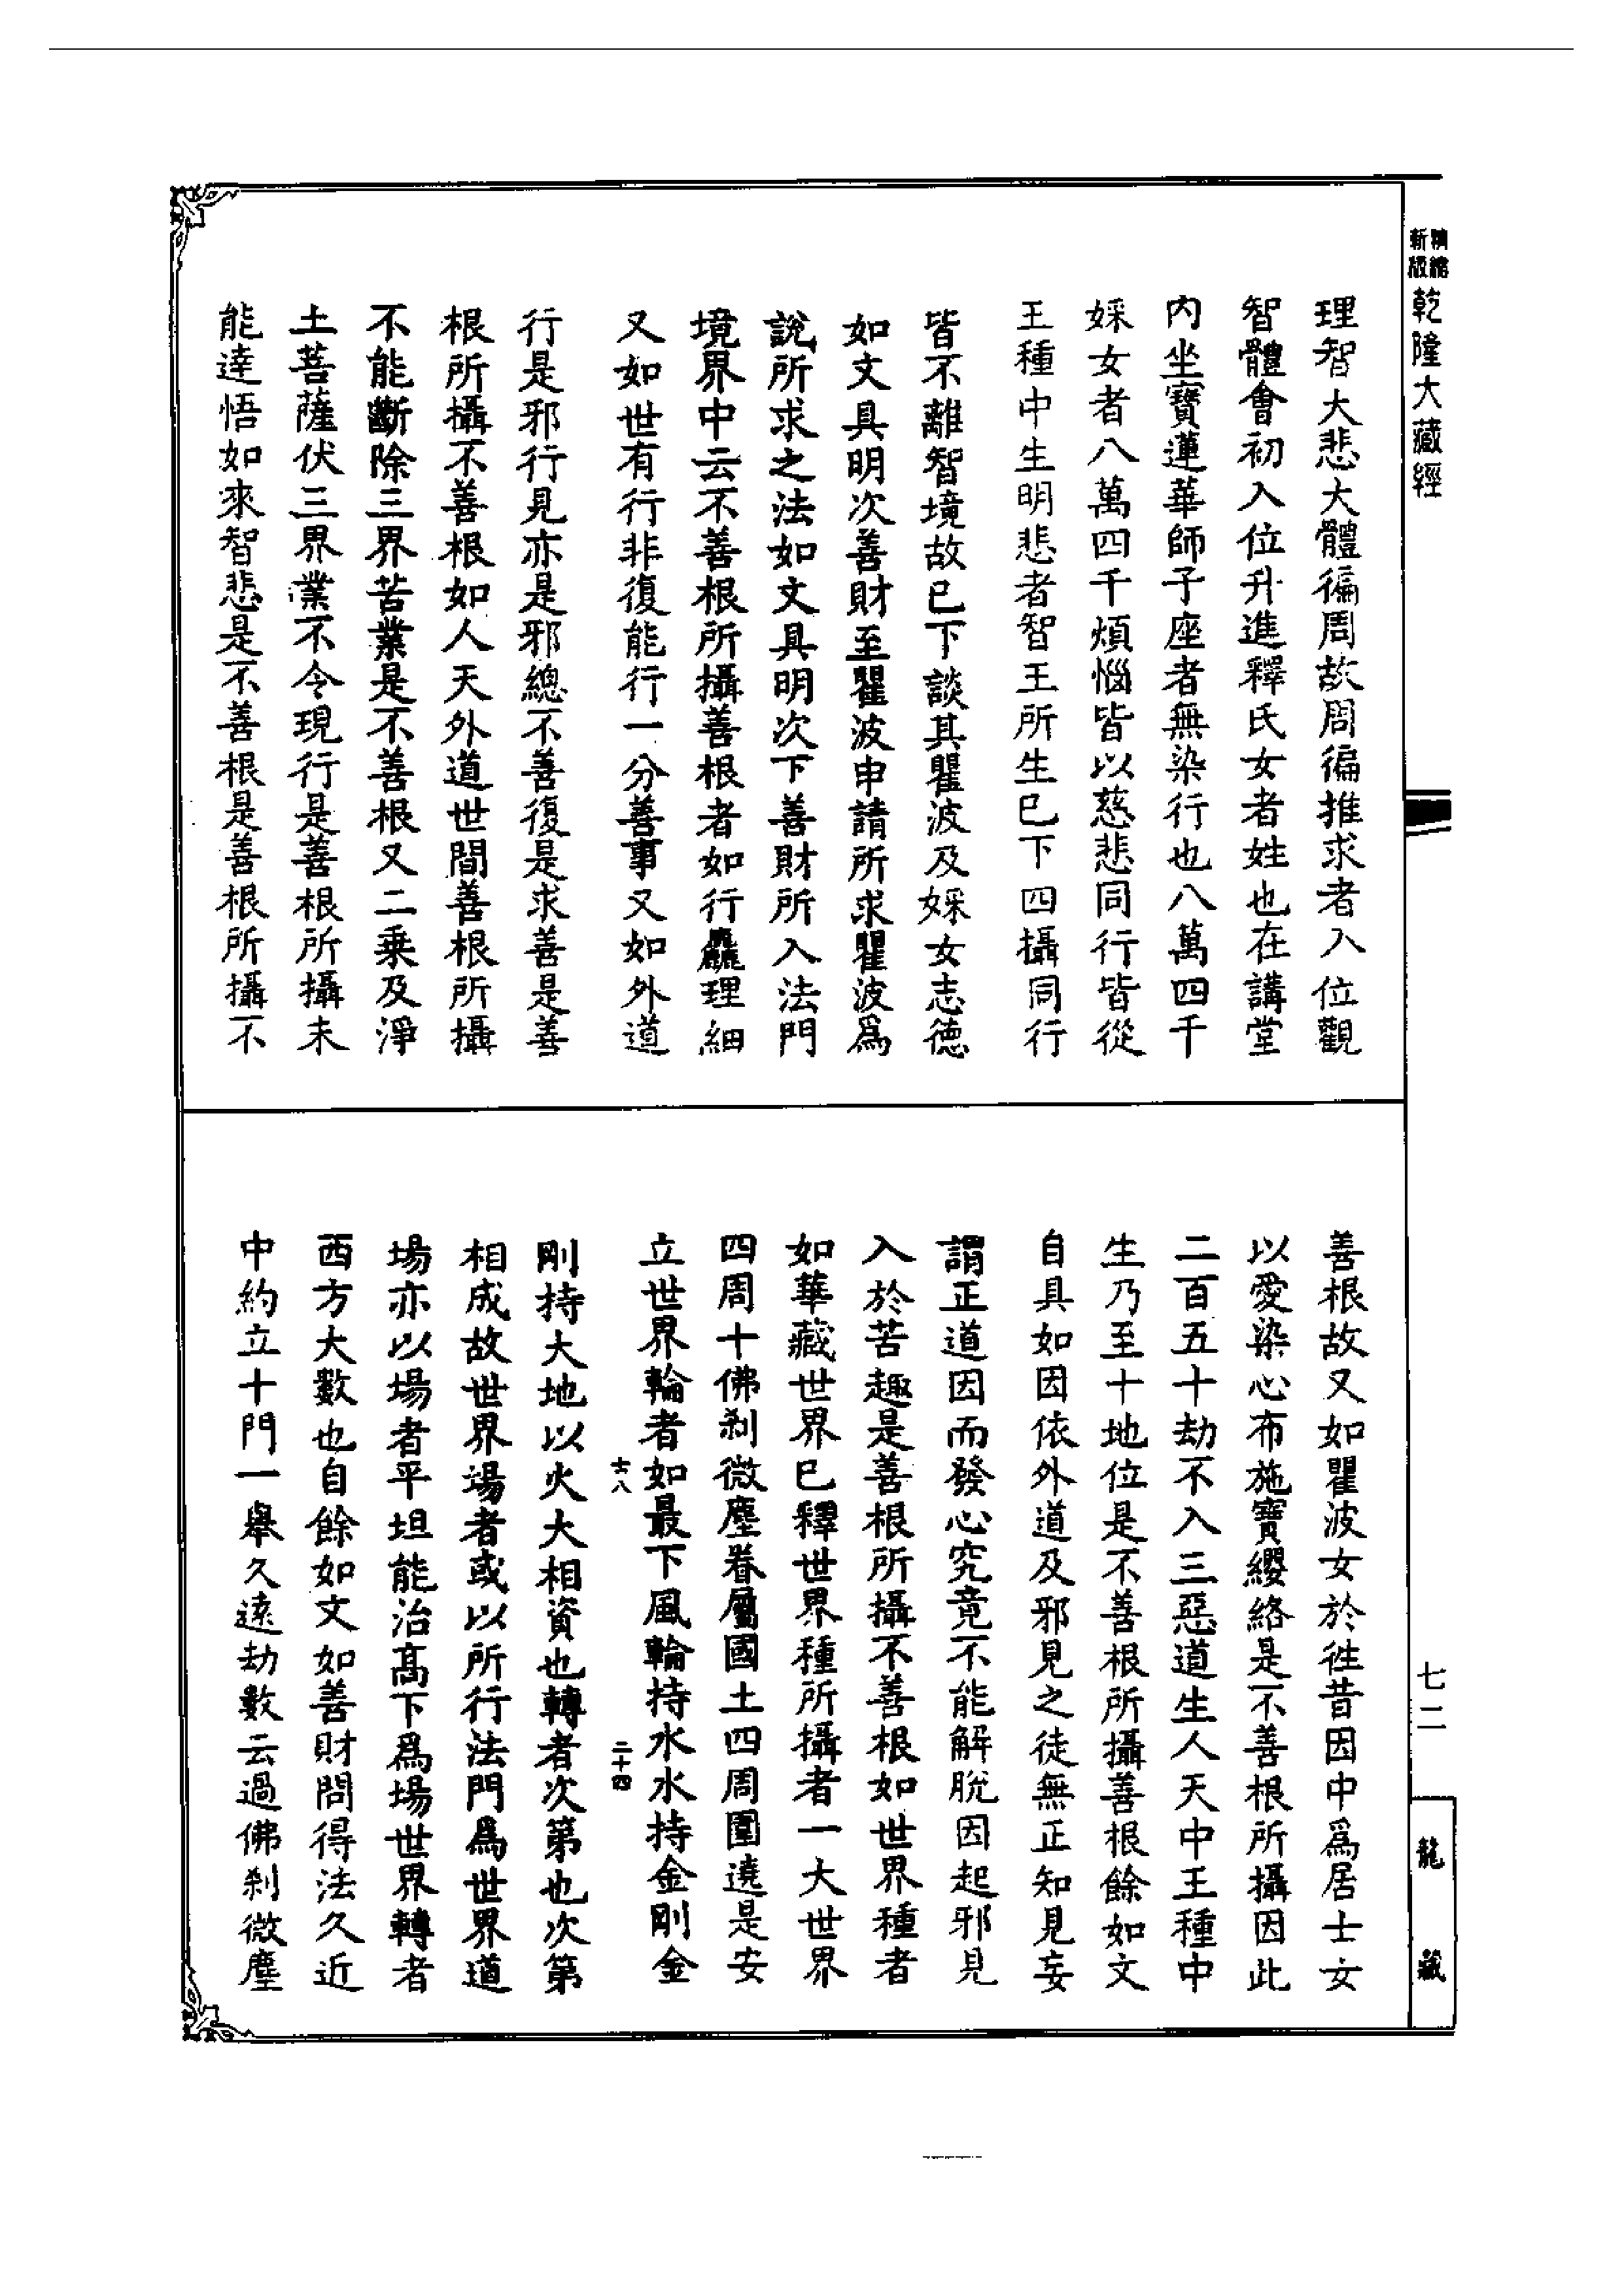 精縮新版乾隆大藏經
理智大悲大體徧周故周徧推求者入位觀
智體會初入位升進釋氏女者姓也在講堂
內坐寶蓮華師子座者無染行也八萬四千
婇女者八萬四千煩惱皆以慈悲同行皆從
王種中生明悲者智王所生巳下四攝同行
皆不離智境故巳下談其瞿波及婇女志德
如文具明次善財至瞿波申請所求瞿波爲
說所求之法如文具明次下善財所入法門
境界中云不善根所攝善根者如行麤理細
又如世有行非復能行一分善事又如外道
行是邪行見亦是邪總不善復是求善是善
根所攝不善根如人天外道世間善根所攝
不能斷除三界苦業是不善根又二乘及淨
土菩薩伏三界業不令現行是善根所攝未
能達悟如來智悲是不善根是善根所攝不
善根故又如瞿波女於徃昔因中爲居士女
以愛染心布施寶纓絡是不善根所攝因此
二百五十劫不入三惡道生人天中王種中
生乃至十地位是不善根所攝善根餘如文
自具如因依外道及邪見之徒無正知見妄
謂正道因而發心究竟不能解脫因起邪見
入於苦趣是善根所攝不善根如世界種者
如華藏世界巳釋世界種所攝者一大世界
四周十佛刹微塵眷屬國土四周圍遶是安
立世界輪者如最下風輪持水水持金剛金
士八 二十四
剛持大地以火大相資也轉者次第也次第
相成故世界場者或以所行法門爲世界道
場亦以場者平坦能治高下爲場世界轉者
西方大數也自餘如文如善財問得法久近
中約立十門一舉久遠劫數云過佛刹微塵
七二
龍藏